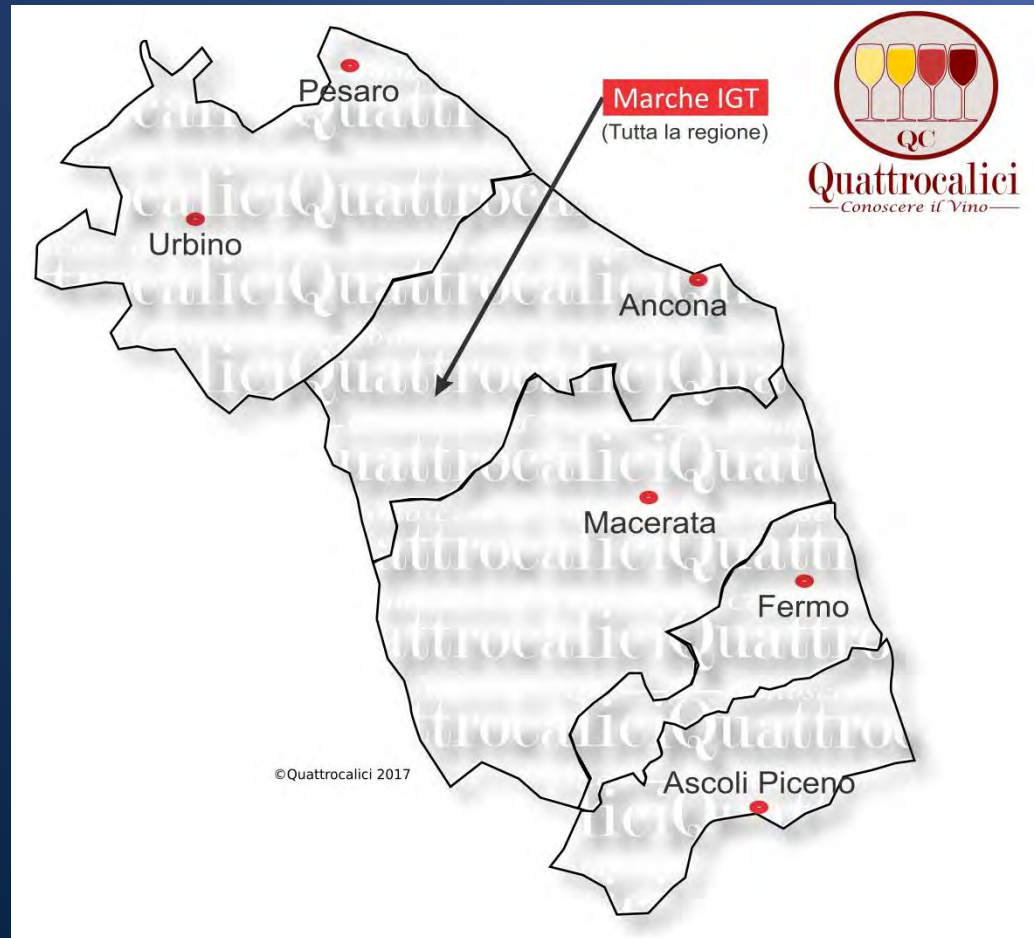 Pesaro
Marche IGT
(Tutta la regione)
QC
Quattrocalici
Conoscere il Vino
Urbino
Ancona
Macerata
Fermo
©Quattrocalici 2017
Ascoli Piceno